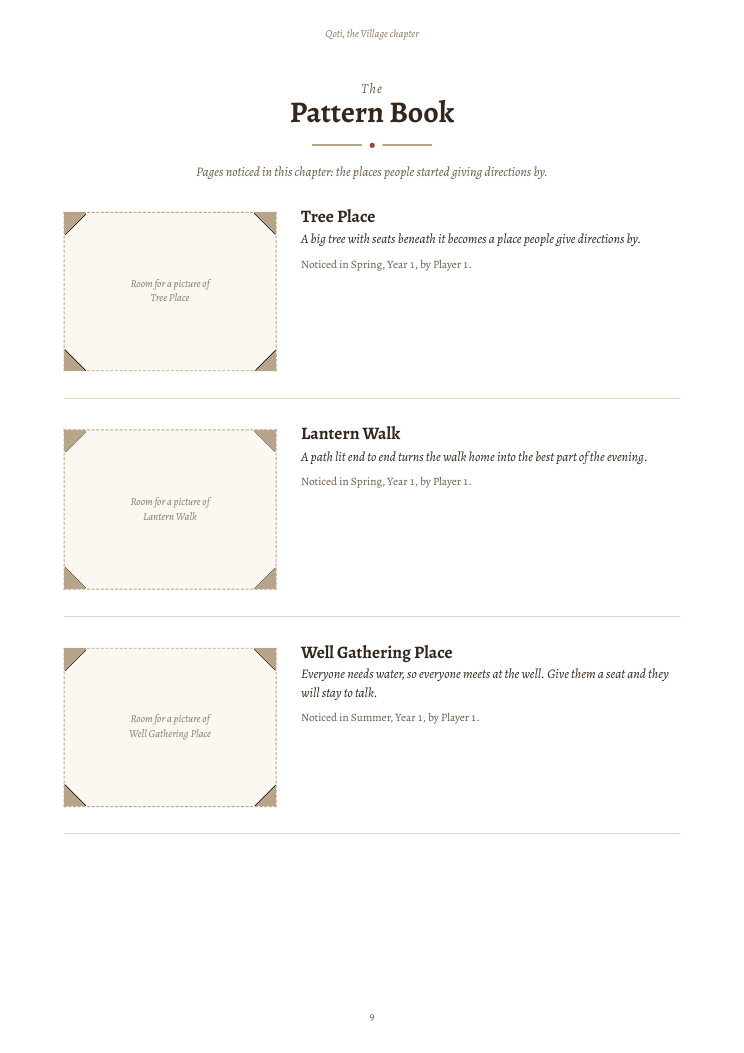 Qoti, the Village chapter
The
Pattern Book
Pages noticed in this chapter: the places people started giving directions by.
Room for a picture of
Tree Place
Tree Place
A big tree with seats beneath it becomes a place people give directions by.
Noticed in Spring, Year 1, by Player 1.
Room for a picture of
Lantern Walk
Lantern Walk
A path lit end to end turns the walk home into the best part of the evening.
Noticed in Spring, Year 1, by Player 1.
Room for a picture of
Well Gathering Place
Well Gathering Place
Everyone needs water, so everyone meets at the well. Give them a seat and they
will stay to talk.
Noticed in Summer, Year 1, by Player 1.
9